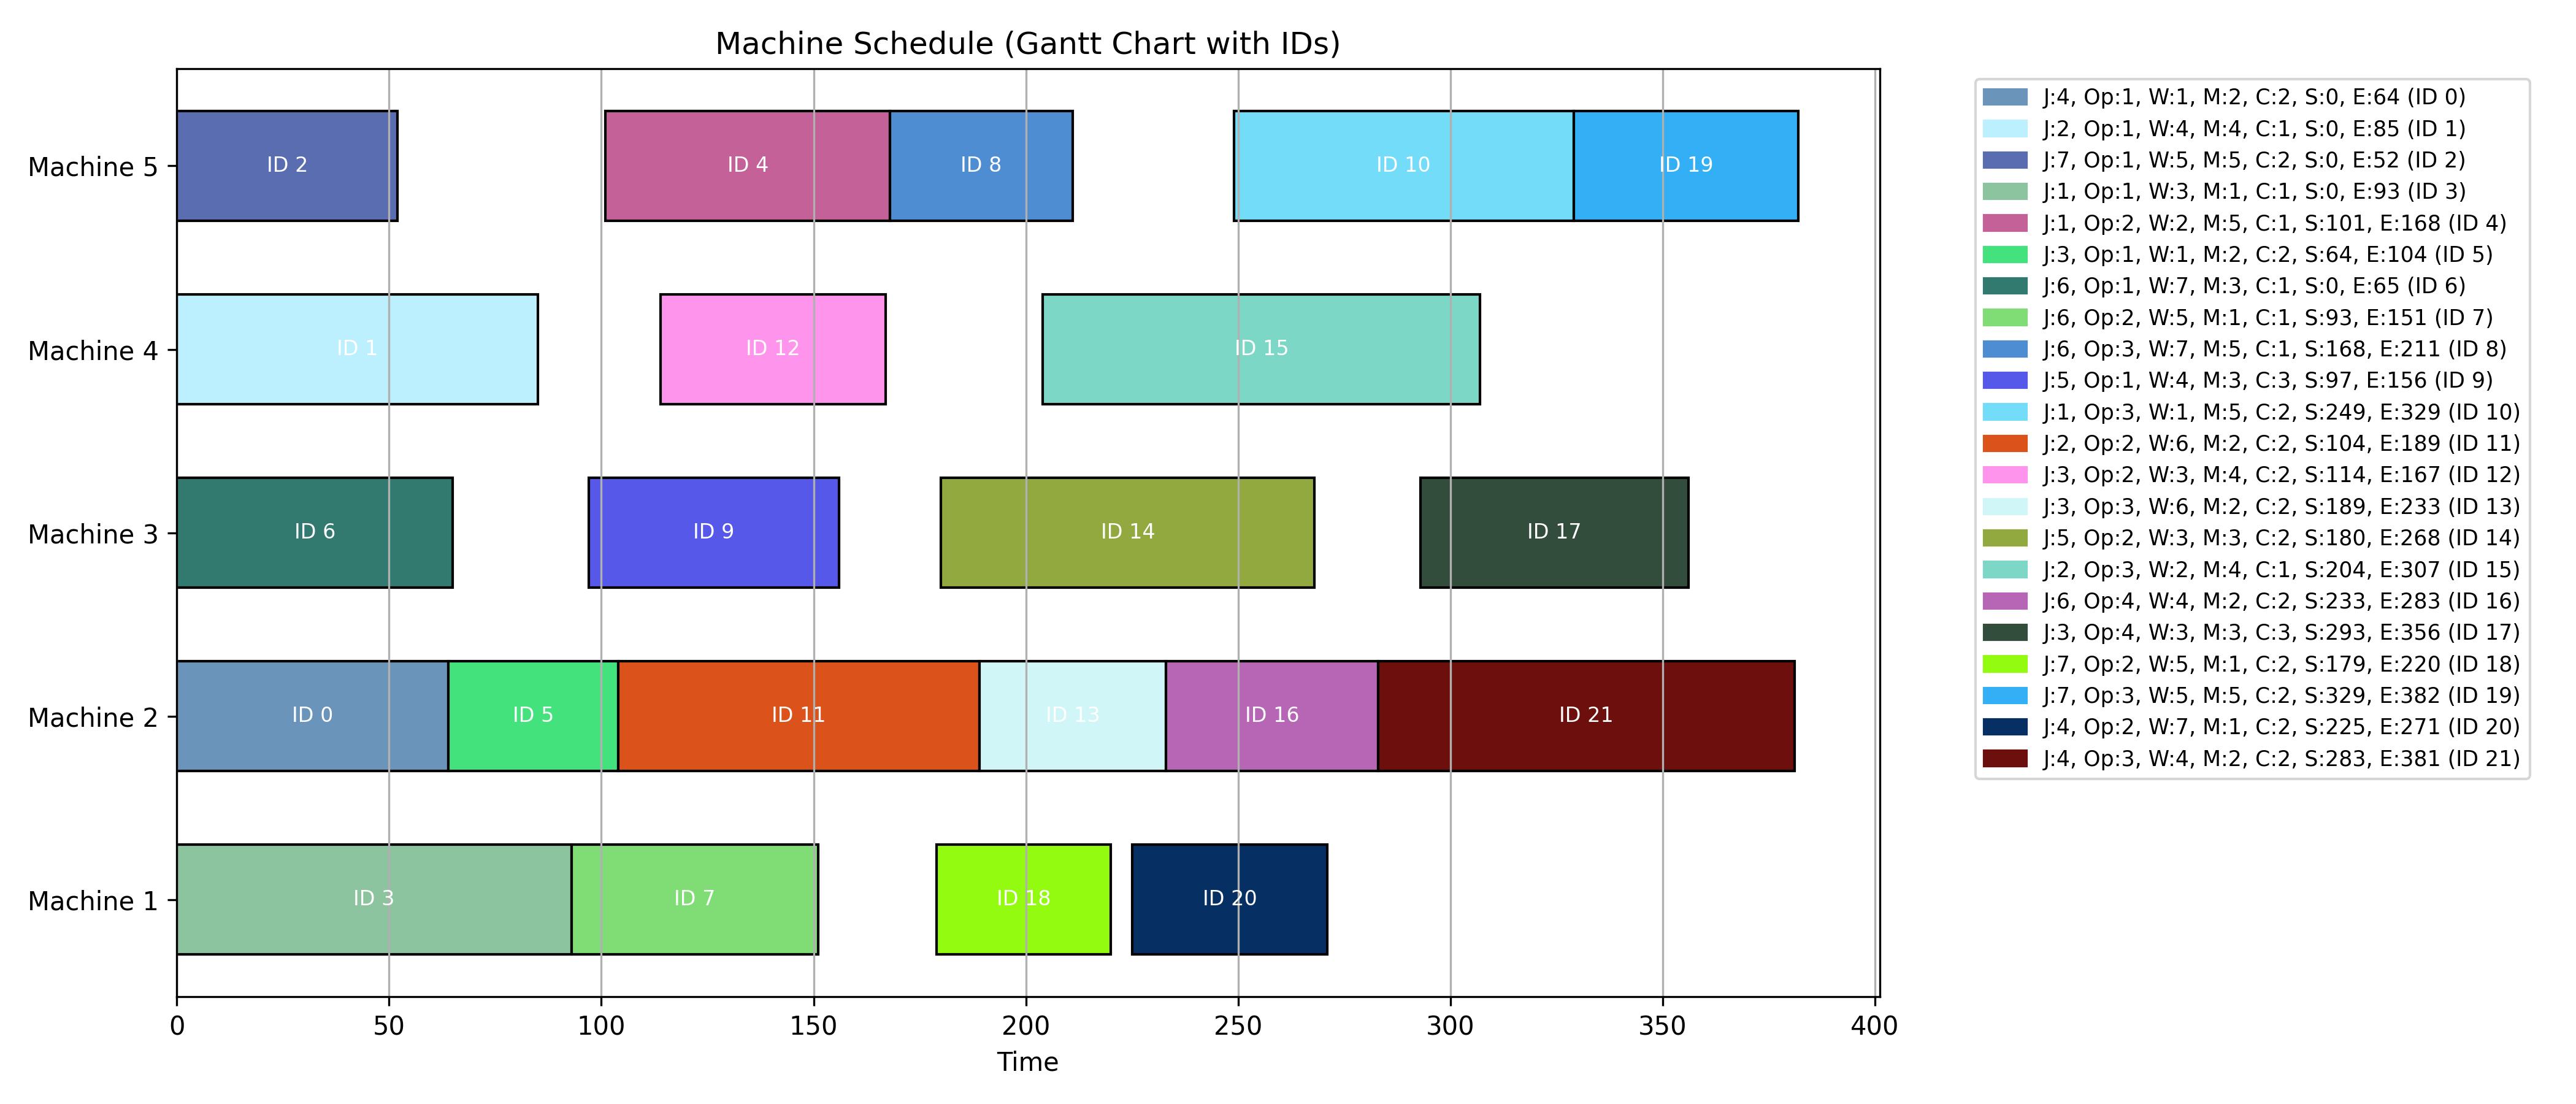 Machine Schedule (Gantt Chart with IDs)
Machine 5
ID 2
ID 4
ID 8
ID 10
ID 19
Machine 4
ID 1
ID 12
ID 15
Machine 3
ID 6
ID 9
ID 14
ID 17
Machine 2
ID 0
ID 5
ID 11
ID 13
ID 16
ID 21
Machine 1
ID 3
ID 7
ID 18
ID 20
0 50 100 150 200 250 300 350 400
Time
J:4, Op:1, W:1, M:2, C:2, S:0, E:64 (ID 0)
J:2, Op:1, W:4, M:4, C:1, S:0, E:85 (ID 1)
J:7, Op:1, W:5, M:5, C:2, S:0, E:52 (ID 2)
J:1, Op:1, W:3, M:1, C:1, S:0, E:93 (ID 3)
J:1, Op:2, W:2, M:5, C:1, S:101, E:168 (ID 4)
J:3, Op:1, W:1, M:2, C:2, S:64, E:104 (ID 5)
J:6, Op:1, W:7, M:3, C:1, S:0, E:65 (ID 6)
J:6, Op:2, W:5, M:1, C:1, S:93, E:151 (ID 7)
J:6, Op:3, W:7, M:5, C:1, S:168, E:211 (ID 8)
J:5, Op:1, W:4, M:3, C:3, S:97, E:156 (ID 9)
J:1, Op:3, W:1, M:5, C:2, S:249, E:329 (ID 10)
J:2, Op:2, W:6, M:2, C:2, S:104, E:189 (ID 11)
J:3, Op:2, W:3, M:4, C:2, S:114, E:167 (ID 12)
J:3, Op:3, W:6, M:2, C:2, S:189, E:233 (ID 13)
J:5, Op:2, W:3, M:3, C:2, S:180, E:268 (ID 14)
J:2, Op:3, W:2, M:4, C:1, S:204, E:307 (ID 15)
J:6, Op:4, W:4, M:2, C:2, S:233, E:283 (ID 16)
J:3, Op:4, W:3, M:3, C:3, S:293, E:356 (ID 17)
J:7, Op:2, W:5, M:1, C:2, S:179, E:220 (ID 18)
J:7, Op:3, W:5, M:5, C:2, S:329, E:382 (ID 19)
J:4, Op:2, W:7, M:1, C:2, S:225, E:271 (ID 20)
J:4, Op:3, W:4, M:2, C:2, S:283, E:381 (ID 21)